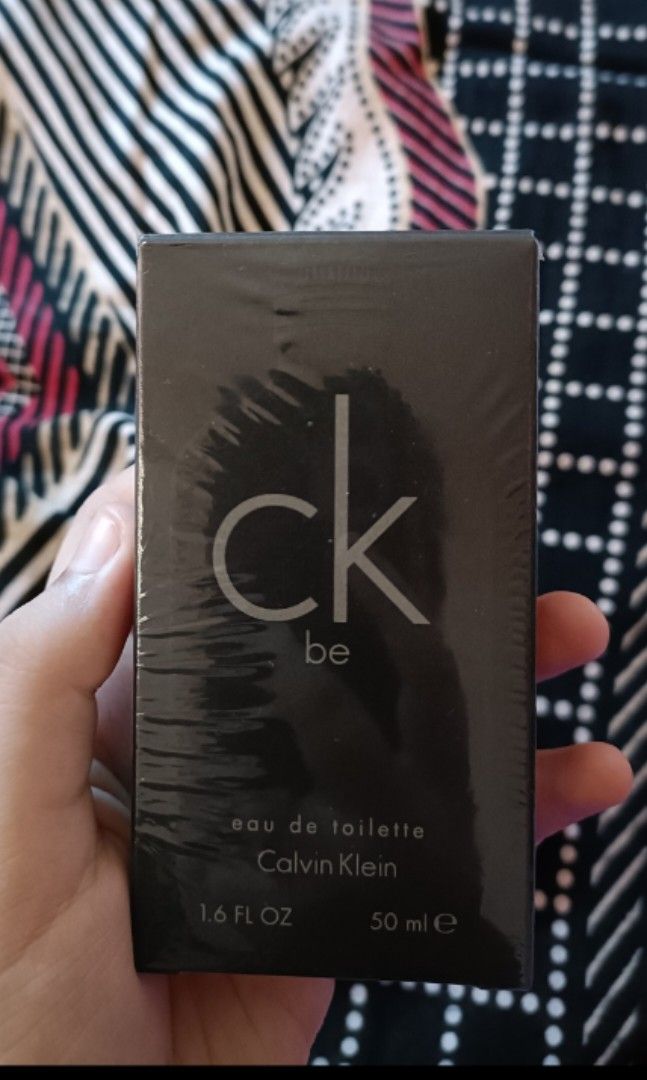 ck
be
eau de toilette
Calvin Klein
1.6 FL OZ 50 ml ℮